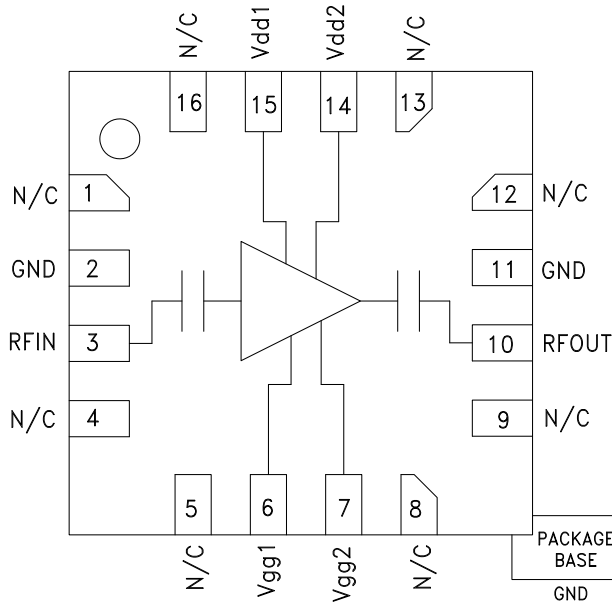 N/C
Vdd1
Vdd2
N/C
16
15
14
13
N/C 1
12 N/C
GND 2
11 GND
RFIN 3
10 RFOUT
N/C 4
9 N/C
5
6
7
8
N/C
Vgg1
Vgg2
N/C
PACKAGE
BASE
GND